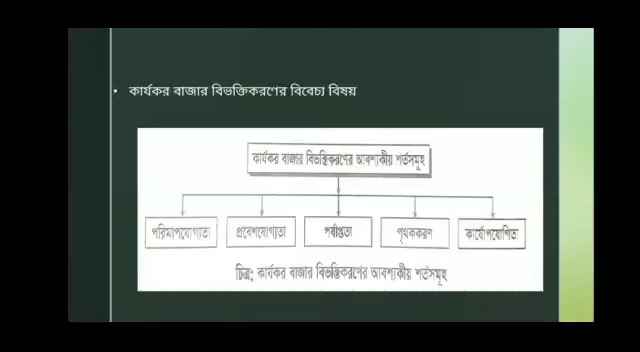 • কার্যকর বাজার বিভক্তিকরণের বিবেচ্য বিষয়
কার্যকর বাজার বিভক্তিকরণের আবশ্যকীয় শর্তসমূহ
পরিমাপযোগ্যতা প্রবেশযোগ্যতা পর্যাপ্ততা পৃথককরণ কার্যোপযোগিতা
চিত্র: কার্যকর বাজার বিভক্তিকরণের আবশ্যকীয় শর্তসমূহ